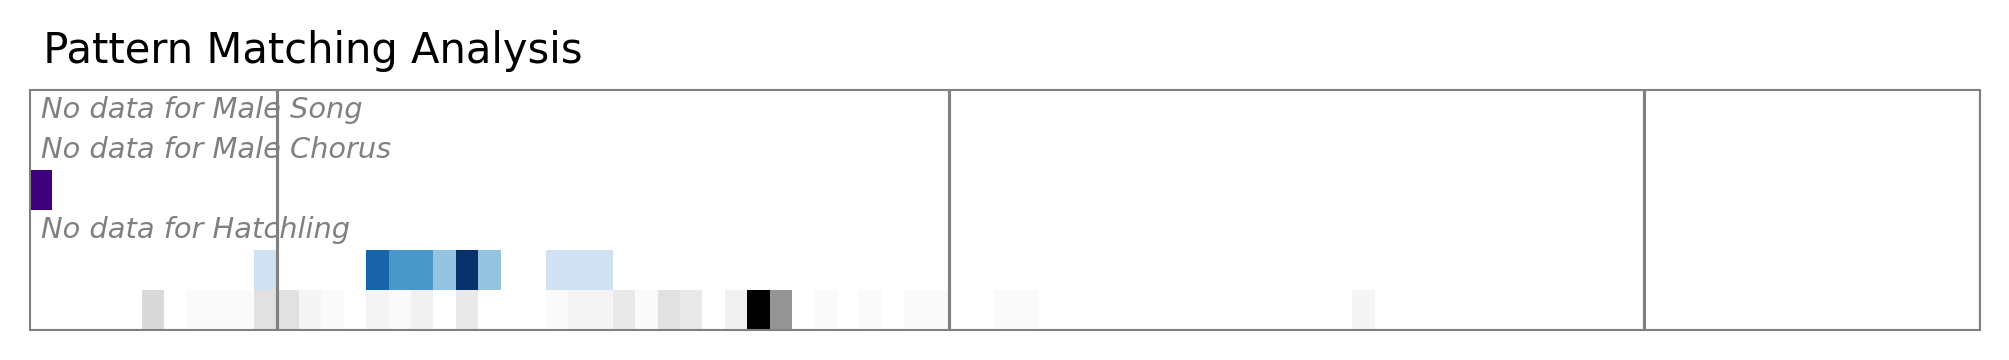 Pattern Matching Analysis
No data for Male Song
No data for Male Chorus
No data for Hatchling